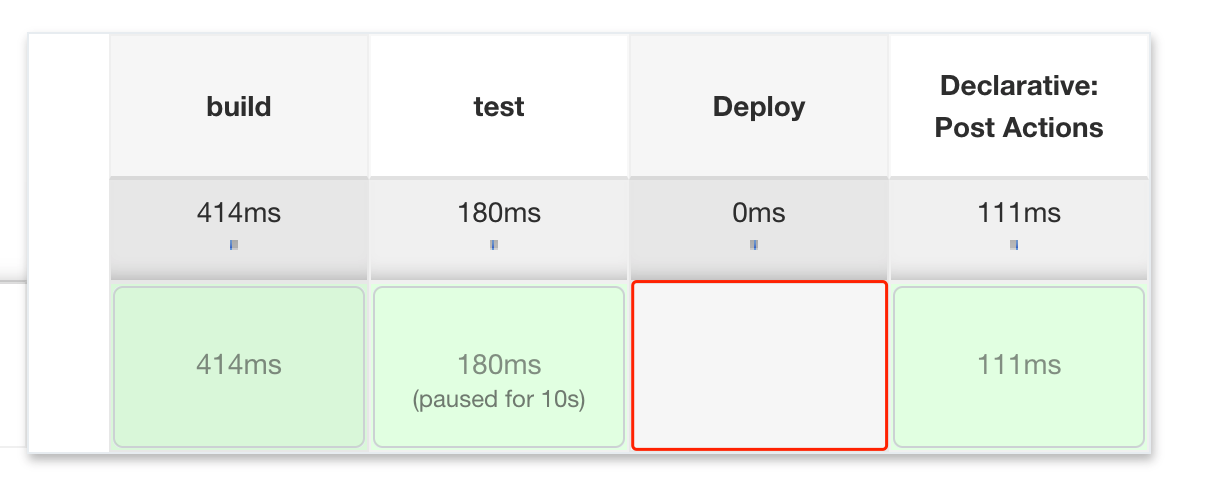 build
test
Deploy
Declarative:
Post Actions
414ms
180ms
0ms
111ms
414ms
180ms
(paused for 10s)
111ms